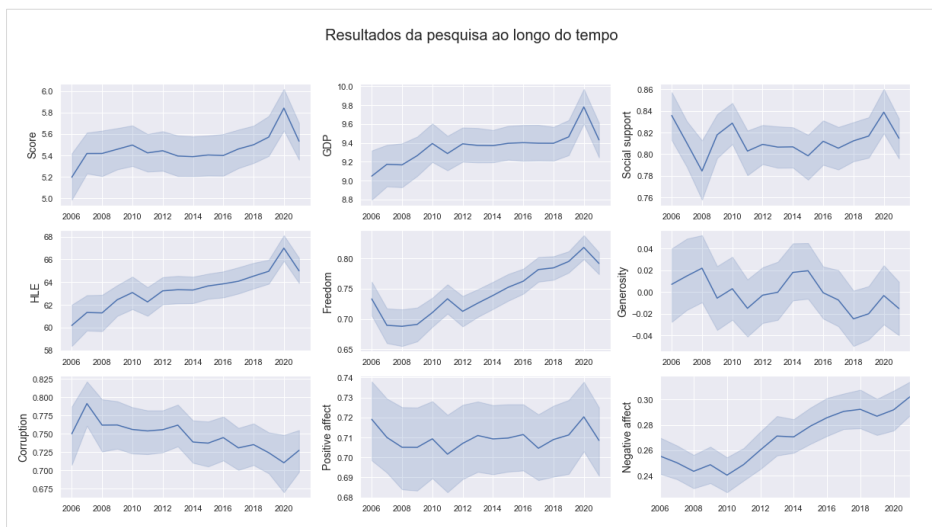 Resultados da pesquisa ao longo do tempo
Score
6.0
5.8
5.6
5.4
5.2
5.0
2006 2008 2010 2012 2014 2016 2018 2020
GDP
10.0
9.8
9.6
9.4
9.2
9.0
8.8
2006 2008 2010 2012 2014 2016 2018 2020
Social support
0.86
0.84
0.82
0.80
0.78
0.76
2006 2008 2010 2012 2014 2016 2018 2020
HLE
68
66
64
62
60
58
2006 2008 2010 2012 2014 2016 2018 2020
Freedom
0.80
0.75
0.70
0.65
2006 2008 2010 2012 2014 2016 2018 2020
Generosity
0.04
0.02
0.00
−0.02
−0.04
2006 2008 2010 2012 2014 2016 2018 2020
Corruption
0.825
0.800
0.775
0.750
0.725
0.700
0.675
2006 2008 2010 2012 2014 2016 2018 2020
Positive affect
0.74
0.73
0.72
0.71
0.70
0.69
0.68
2006 2008 2010 2012 2014 2016 2018 2020
Negative affect
0.30
0.28
0.26
0.24
2006 2008 2010 2012 2014 2016 2018 2020